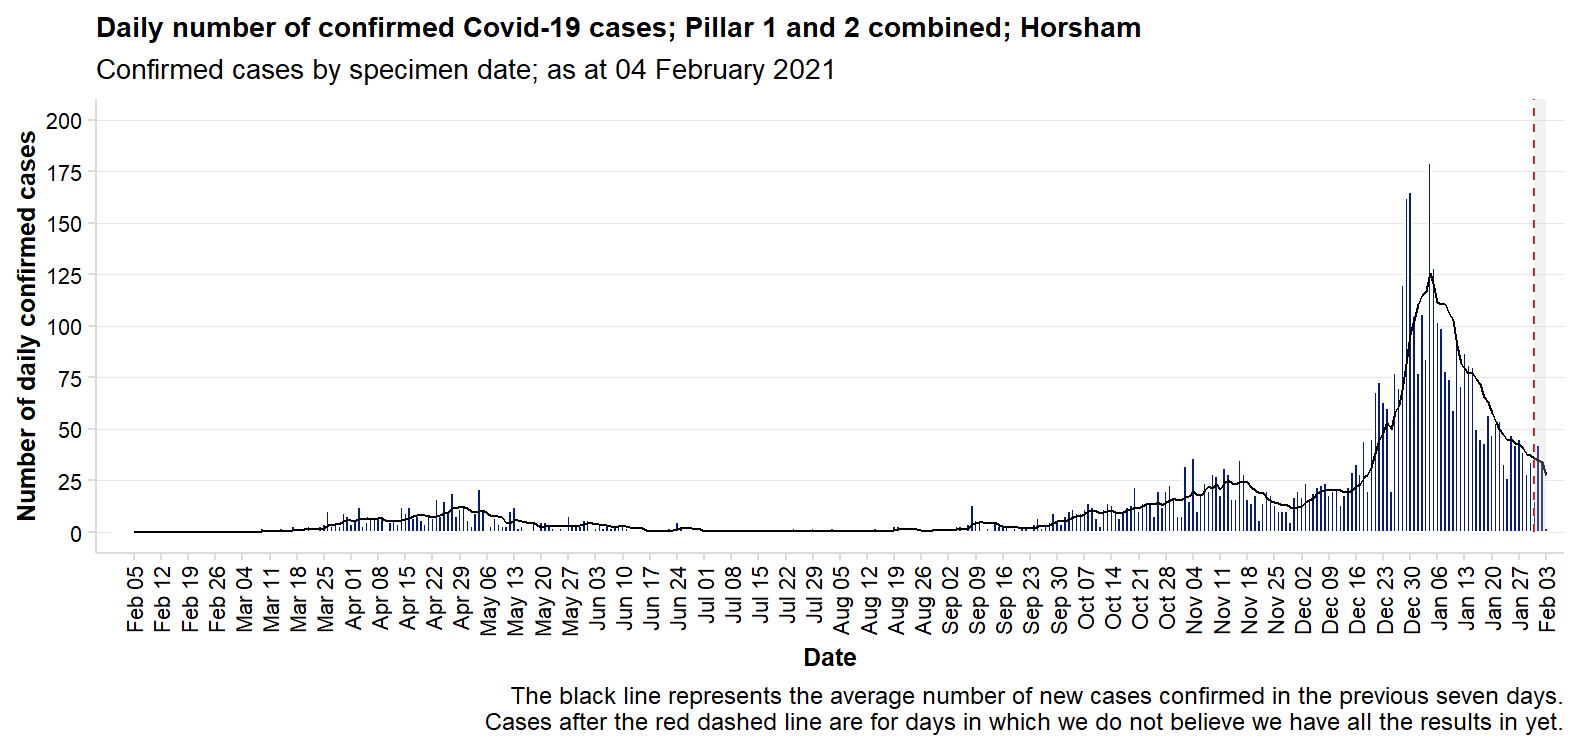 Daily number of confirmed Covid-19 cases; Pillar 1 and 2 combined; Horsham
Confirmed cases by specimen date; as at 04 February 2021
Number of daily confirmed cases
200
175
150
125
100
75
50
25
0
Feb 05
Feb 12
Feb 19
Feb 26
Mar 04
Mar 11
Mar 18
Mar 25
Apr 01
Apr 08
Apr 15
Apr 22
Apr 29
May 06
May 13
May 20
May 27
Jun 03
Jun 10
Jun 17
Jun 24
Jul 01
Jul 08
Jul 15
Jul 22
Jul 29
Aug 05
Aug 12
Aug 19
Aug 26
Sep 02
Sep 09
Sep 16
Sep 23
Sep 30
Oct 07
Oct 14
Oct 21
Oct 28
Nov 04
Nov 11
Nov 18
Nov 25
Dec 02
Dec 09
Dec 16
Dec 23
Dec 30
Jan 06
Jan 13
Jan 20
Jan 27
Feb 03
Date
The black line represents the average number of new cases confirmed in the previous seven days.
Cases after the red dashed line are for days in which we do not believe we have all the results in yet.